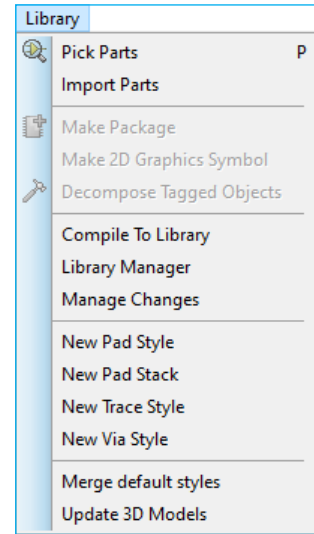 Library
Pick Parts P
Import Parts
Make Package
Make 2D Graphics Symbol
Decompose Tagged Objects
Compile To Library
Library Manager
Manage Changes
New Pad Style
New Pad Stack
New Trace Style
New Via Style
Merge default styles
Update 3D Models